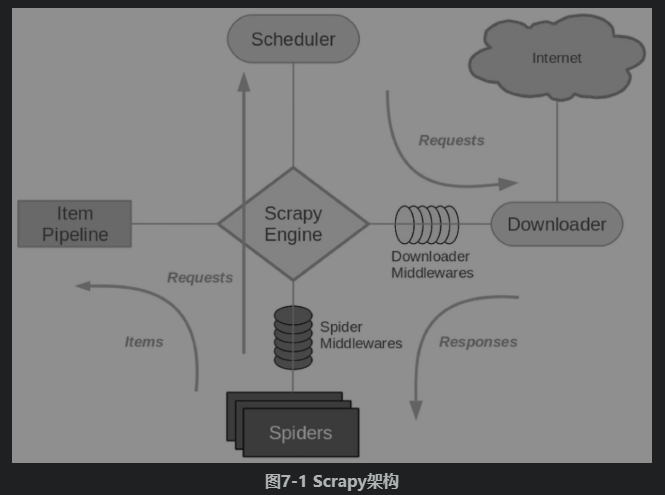 Scheduler
Internet
Requests
Item
Pipeline
Scrapy
Engine
Downloader
Downloader
Middlewares
Requests
Items
Spider
Middlewares
Responses
Spiders
图7-1 Scrapy架构